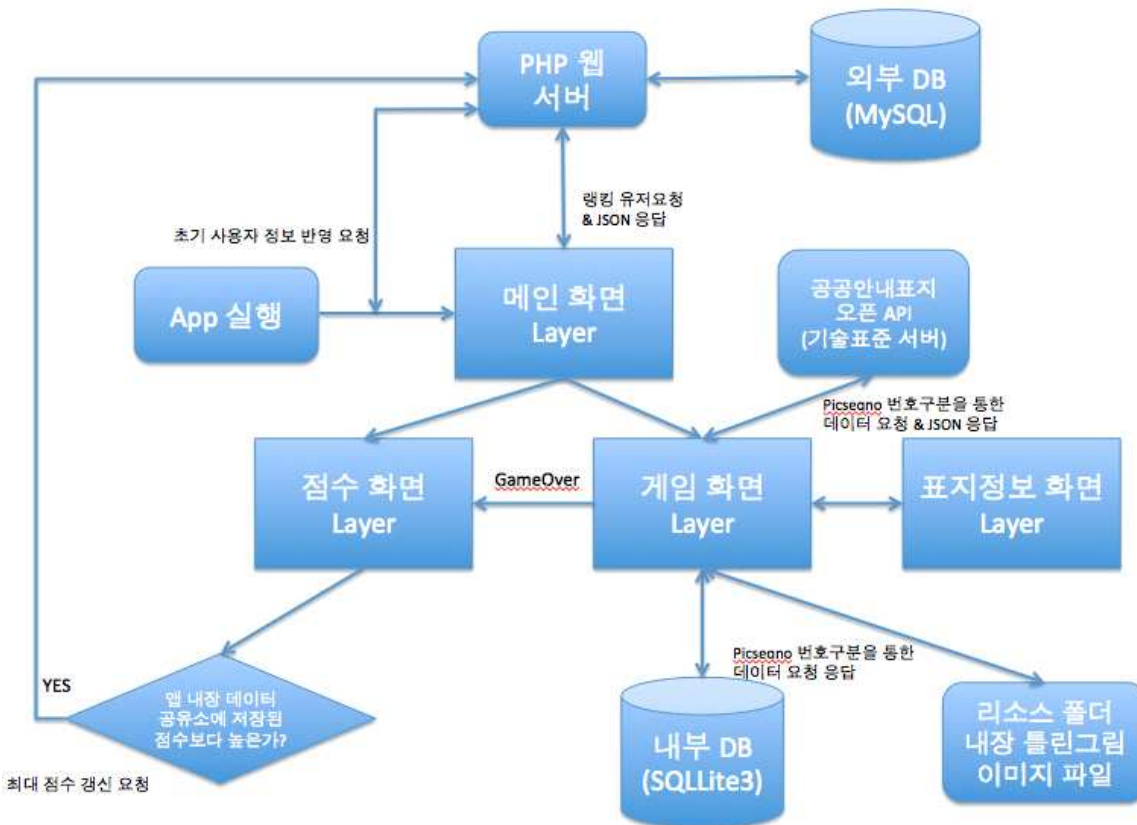 PHP 웹
서버
외부 DB
(MySQL)
랭킹 유저요청
& JSON 응답
초기 사용자 정보 반영 요청
App 실행
메인 화면
Layer
공공안내표지
오픈 API
(기술표준 서버)
Picseqno 번호구분을 통한
데이터 요청 & JSON 응답
점수 화면
Layer
GameOver
게임 화면
Layer
표지정보 화면
Layer
YES
앱 내장 데이터
공유소에 저장된
점수보다 높은가?
최대 점수 갱신 요청
Picseqno 번호구분을 통한
데이터 요청 응답
내부 DB
(SQLLite3)
리소스 폴더
내장 틀린그림
이미지 파일